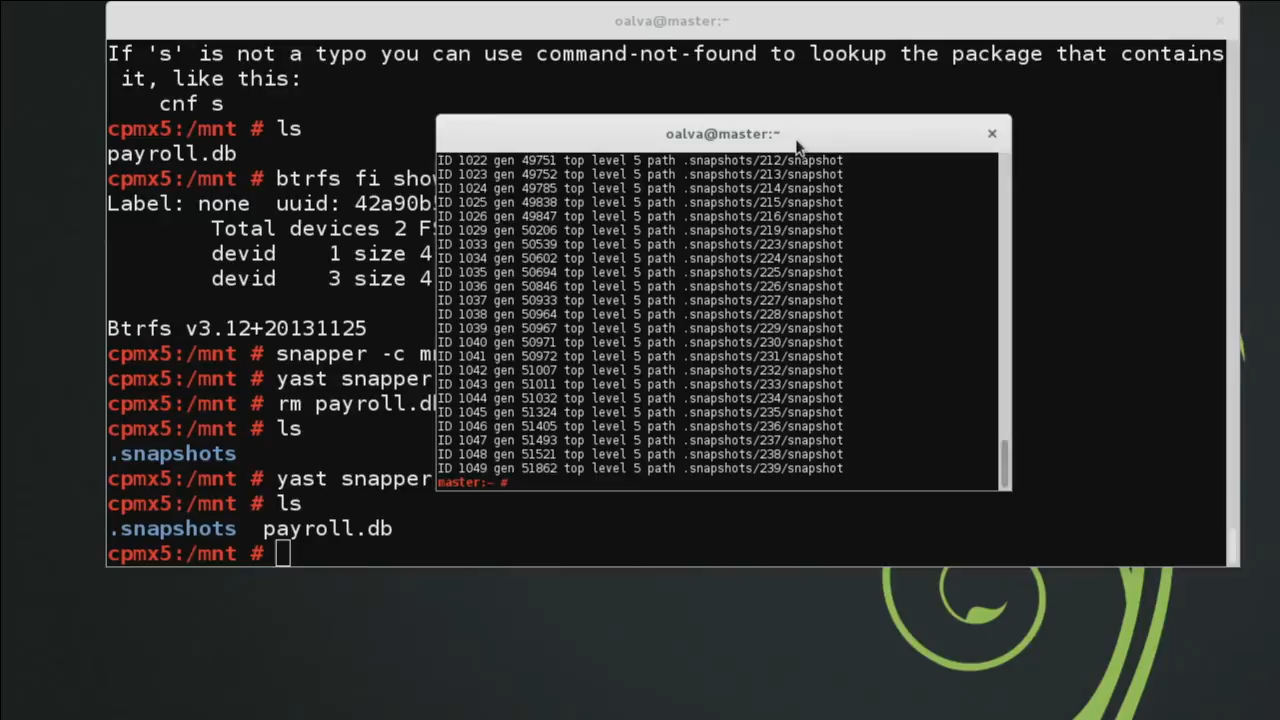 oalva@master:~
If 's' is not a typo you can use command-not-found to lookup the package that contains
it, like this:
cnf s
cpmx5:/mnt # ls
payroll.db
cpmx5:/mnt # btrfs fi show
Label: none  uuid: 42a90b
Total devices 2 F
devid    1 size 4
devid    3 size 4
Btrfs v3.12+20131125
cpmx5:/mnt # snapper -c m
cpmx5:/mnt # yast snapper
cpmx5:/mnt # rm payroll.d
cpmx5:/mnt # ls
.snapshots
cpmx5:/mnt # yast snapper
cpmx5:/mnt # ls
.snapshots  payroll.db
cpmx5:/mnt #
oalva@master:~
ID 1022 gen 49751 top level 5 path .snapshots/212/snapshot
ID 1023 gen 49752 top level 5 path .snapshots/213/snapshot
ID 1024 gen 49785 top level 5 path .snapshots/214/snapshot
ID 1025 gen 49838 top level 5 path .snapshots/215/snapshot
ID 1026 gen 49847 top level 5 path .snapshots/216/snapshot
ID 1029 gen 50206 top level 5 path .snapshots/219/snapshot
ID 1033 gen 50539 top level 5 path .snapshots/223/snapshot
ID 1034 gen 50602 top level 5 path .snapshots/224/snapshot
ID 1035 gen 50694 top level 5 path .snapshots/225/snapshot
ID 1036 gen 50846 top level 5 path .snapshots/226/snapshot
ID 1037 gen 50933 top level 5 path .snapshots/227/snapshot
ID 1038 gen 50964 top level 5 path .snapshots/228/snapshot
ID 1039 gen 50967 top level 5 path .snapshots/229/snapshot
ID 1040 gen 50971 top level 5 path .snapshots/230/snapshot
ID 1041 gen 50972 top level 5 path .snapshots/231/snapshot
ID 1042 gen 51007 top level 5 path .snapshots/232/snapshot
ID 1043 gen 51011 top level 5 path .snapshots/233/snapshot
ID 1044 gen 51032 top level 5 path .snapshots/234/snapshot
ID 1045 gen 51324 top level 5 path .snapshots/235/snapshot
ID 1046 gen 51405 top level 5 path .snapshots/236/snapshot
ID 1047 gen 51493 top level 5 path .snapshots/237/snapshot
ID 1048 gen 51521 top level 5 path .snapshots/238/snapshot
ID 1049 gen 51862 top level 5 path .snapshots/239/snapshot
master:~ #